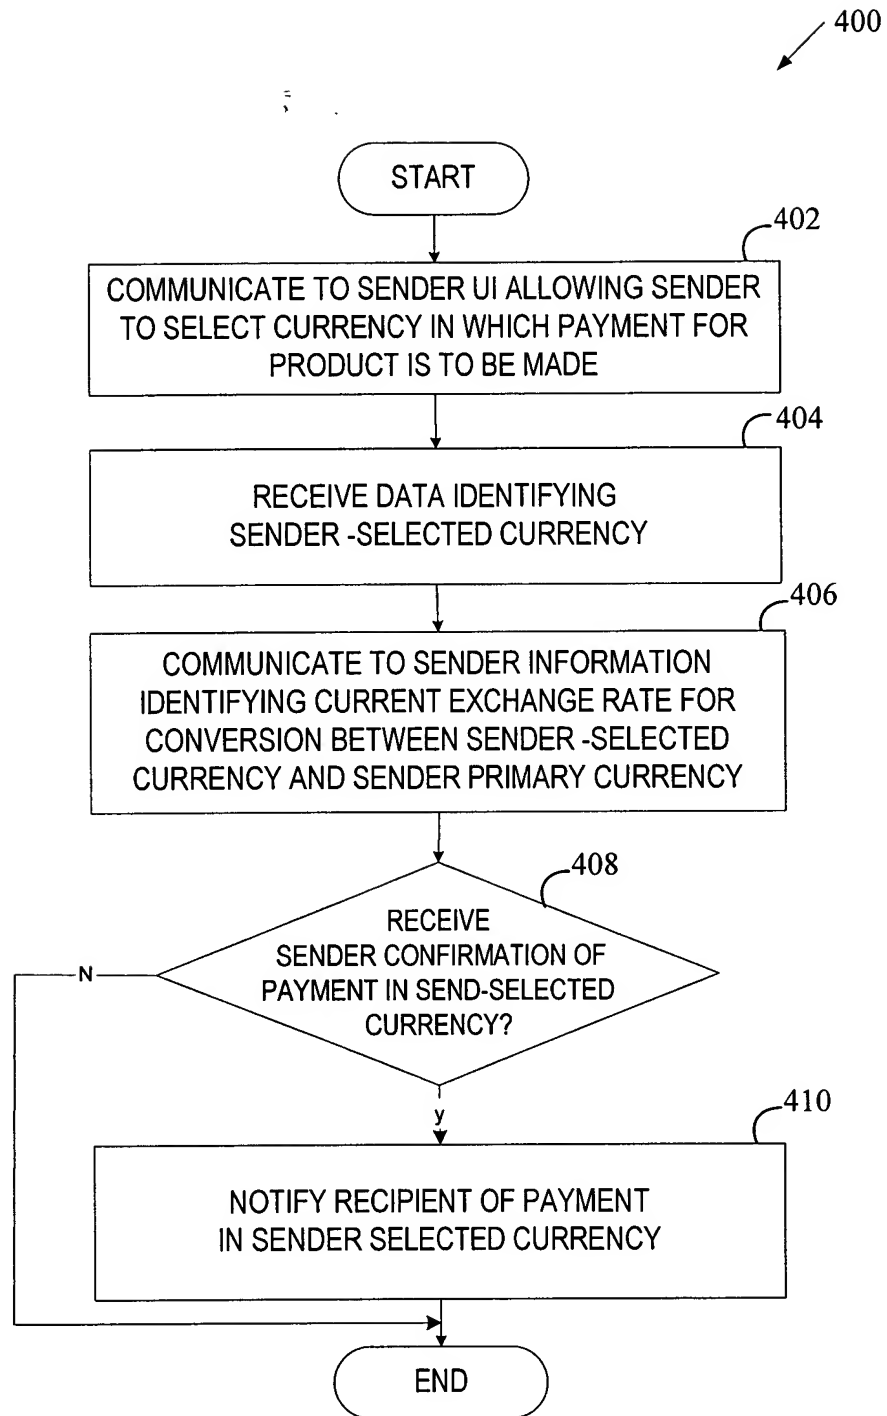 400
START
402
COMMUNICATE TO SENDER UI ALLOWING SENDER
TO SELECT CURRENCY IN WHICH PAYMENT FOR
PRODUCT IS TO BE MADE
404
RECEIVE DATA IDENTIFYING
SENDER -SELECTED CURRENCY
406
COMMUNICATE TO SENDER INFORMATION
IDENTIFYING CURRENT EXCHANGE RATE FOR
CONVERSION BETWEEN SENDER -SELECTED
CURRENCY AND SENDER PRIMARY CURRENCY
408
RECEIVE
SENDER CONFIRMATION OF
PAYMENT IN SEND-SELECTED
CURRENCY?
N
y
410
NOTIFY RECIPIENT OF PAYMENT
IN SENDER SELECTED CURRENCY
END